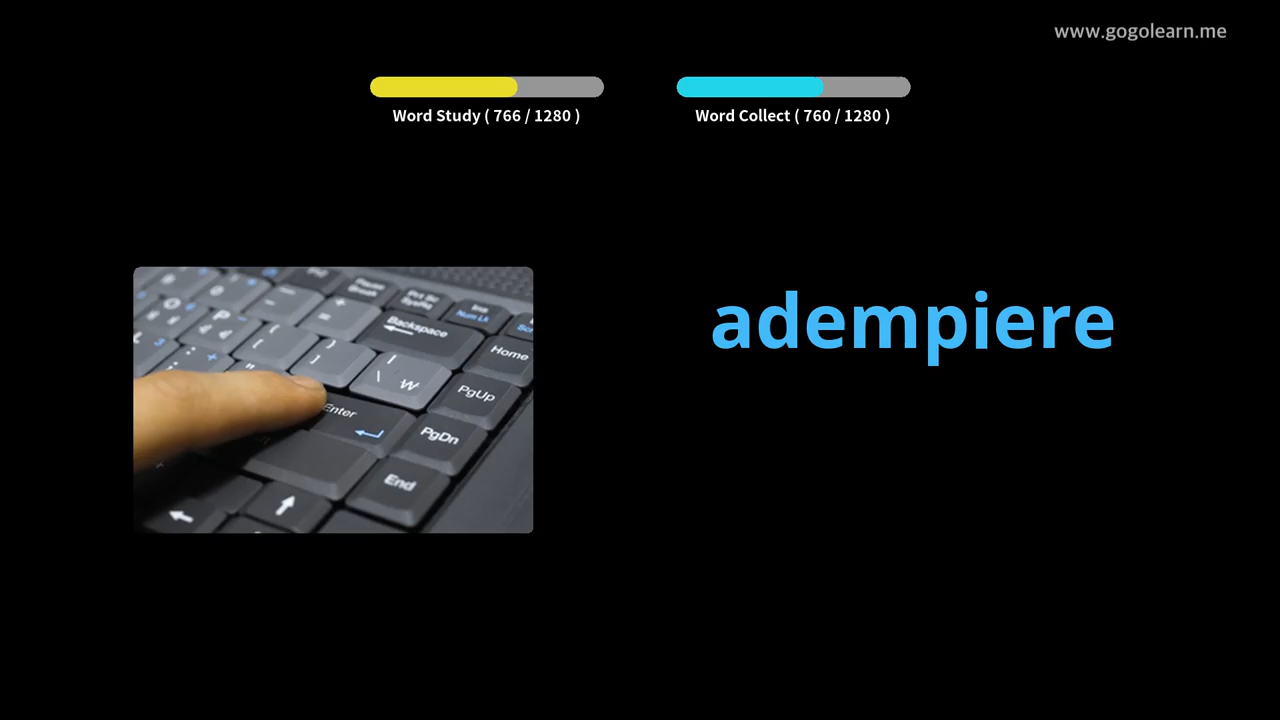 www.gogolearn.me
Word Study ( 766 / 1280 )
Word Collect ( 760 / 1280 )
adempiere
Backspace
Home
Enter
PgUp
PgDn
End